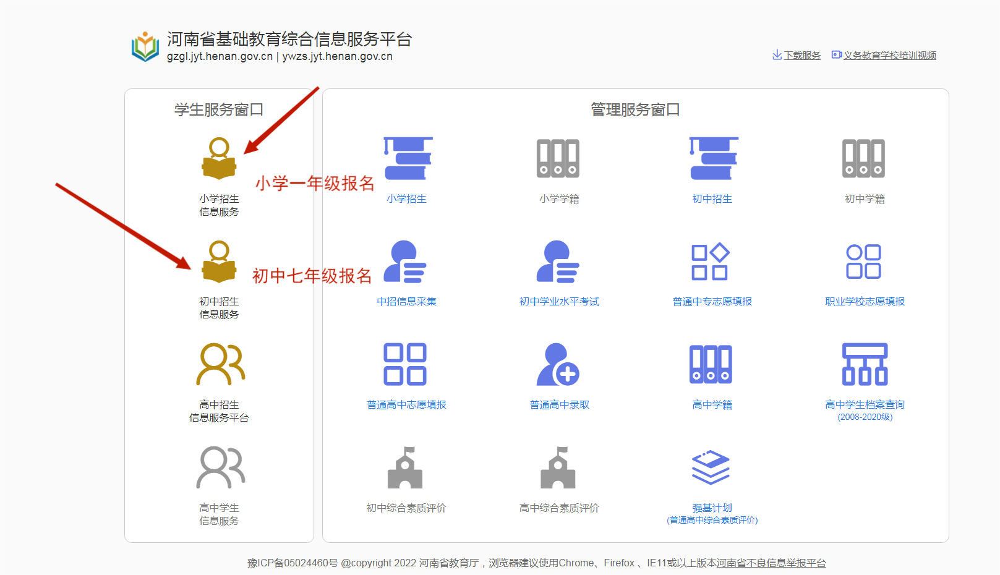 河南省基础教育综合信息服务平台
gzgl.jyt.henan.gov.cn | ywzs.jyt.henan.gov.cn
下载服务 义务教育学校培训视频
学生服务窗口
小学招生
信息服务
小学一年级报名
初中招生
信息服务
初中七年级报名
高中招生
信息服务平台
高中学生
信息服务
管理服务窗口
小学招生 小学学籍 初中招生 初中学籍
中招信息采集 初中学业水平考试 普通中专志愿填报 职业学校志愿填报
普通高中志愿填报 普通高中录取 高中学籍 高中学生档案查询
(2008-2020级)
初中综合素质评价 高中综合素质评价 强基计划
(普通高中综合素质评价)
豫ICP备05024460号 @copyright 2022 河南省教育厅，浏览器建议使用Chrome、Firefox 、IE11或以上版本河南省不良信息举报平台